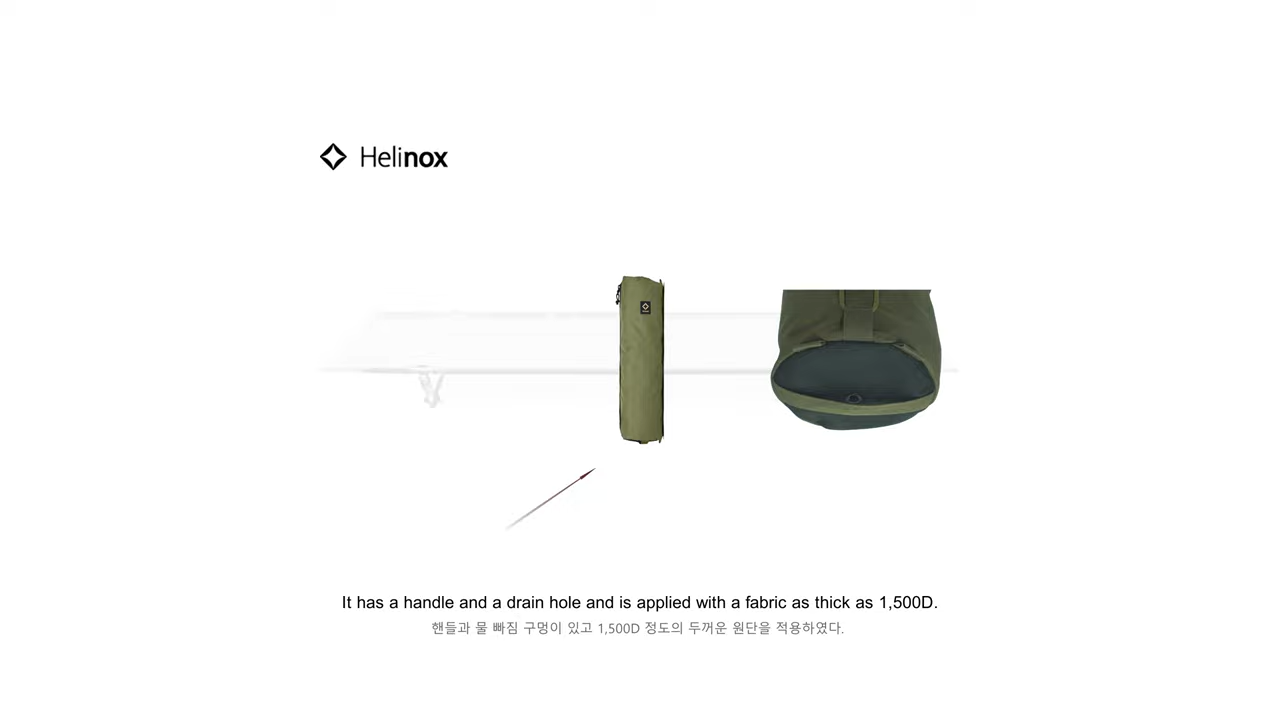 Helinox
It has a handle and a drain hole and is applied with a fabric as thick as 1,500D.
핸들과 물 빠짐 구멍이 있고 1,500D 정도의 두꺼운 원단을 적용하였다.